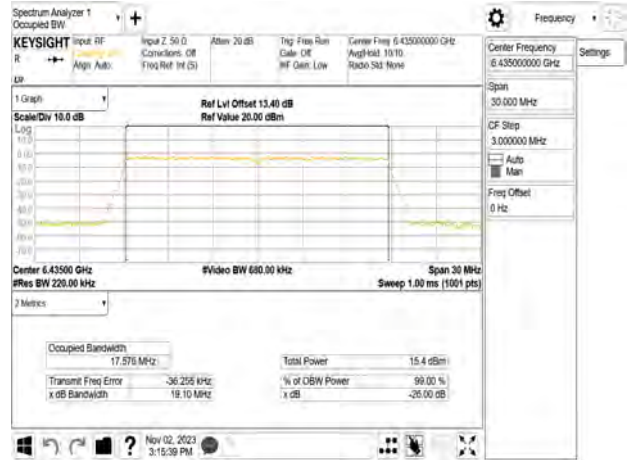 Spectrum Analyzer 1
Occupied BW
Frequency
KEYSIGHT
Input: RF
Align: Auto
Input Z: 50 Ω
Corrections: Off
Freq Ref: Int (S)
Atten: 20 dB
Trig: Free Run
Gate: Off
#IF Gain: Low
Center Freq: 6.435000000 GHz
Avg|Hold: 10/10
Radio Std: None
R
LW
Center Frequency
6.435000000 GHz
Settings
Span
30.000 MHz
CF Step
3.000000 MHz
Auto
Man
Freq Offset
0 Hz
1 Graph
Scale/Div 10.0 dB
Ref Lvl Offset 13.40 dB
Ref Value 20.00 dBm
Log
Center 6.43500 GHz
#Video BW 680.00 kHz
Span 30 MHz
#Res BW 220.00 kHz
Sweep 1.00 ms (1001 pts)
2 Metrics
Occupied Bandwidth
17.576 MHz
Total Power
15.4 dBm
Transmit Freq Error
-36.255 kHz
% of OBW Power
99.00 %
x dB Bandwidth
19.10 MHz
x dB
-26.00 dB
Nov 02, 2023
3:15:39 PM